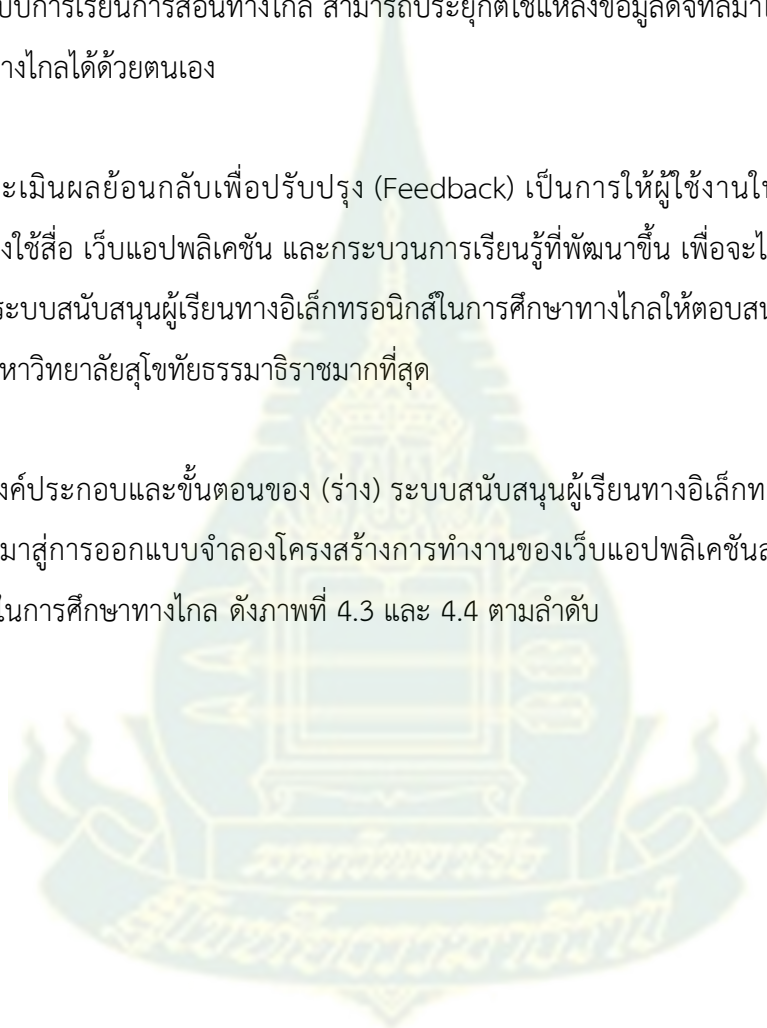 บบการเรียนการสอนทางไกล สามารถประยุกต์ใช้แหล่งข้อมูลดิจิทัลมาใ
างไกลได้ด้วยตนเอง
ะเมินผลย้อนกลับเพื่อปรับปรุง (Feedback) เป็นการให้ผู้ใช้งานให
งใช้สื่อ เว็บแอปพลิเคชัน และกระบวนการเรียนรู้ที่พัฒนาขึ้น เพื่อจะไ
ระบบสนับสนุนผู้เรียนทางอิเล็กทรอนิกส์ในการศึกษาทางไกลให้ตอบสน
หาวิทยาลัยสุโขทัยธรรมาธิราชมากที่สุด
งค์ประกอบและขั้นตอนของ (ร่าง) ระบบสนับสนุนผู้เรียนทางอิเล็กท
มาสู่การออกแบบจำลองโครงสร้างการทำงานของเว็บแอปพลิเคชันส
ในการศึกษาทางไกล ดังภาพที่ 4.3 และ 4.4 ตามลำดับ
มหาวิทยาลัย
สุโขทัยธรรมาธิราช